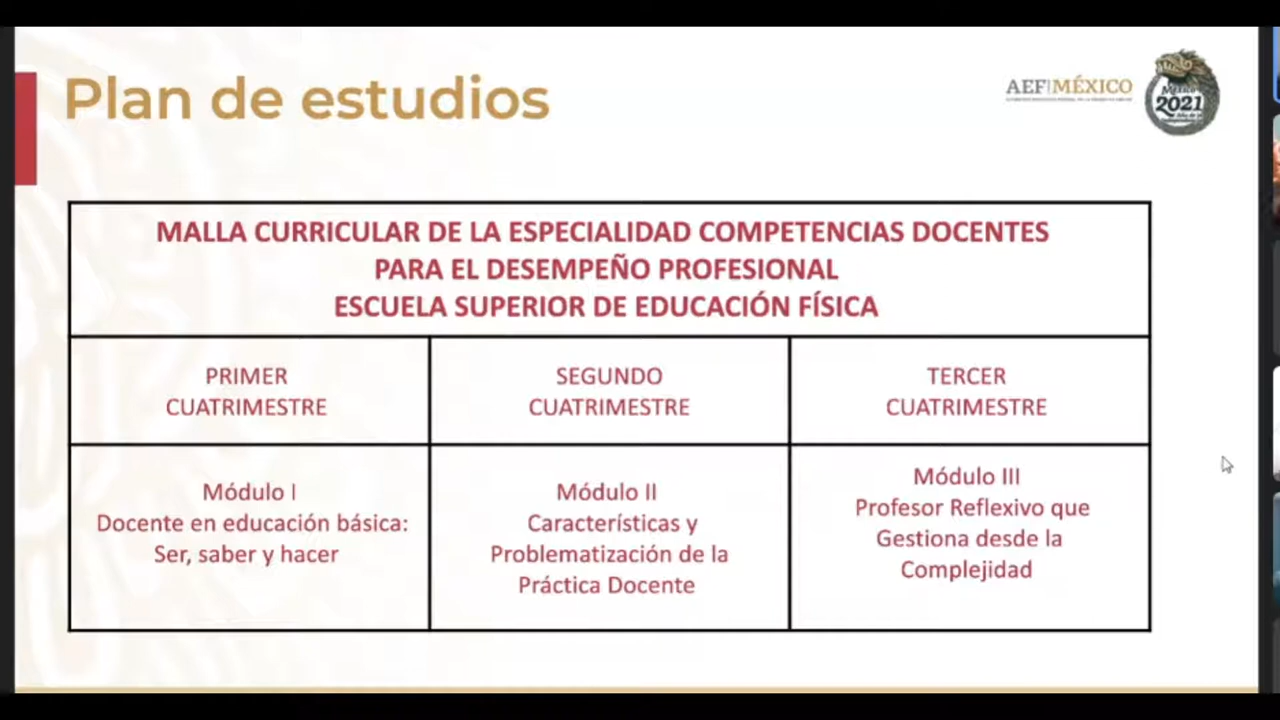 Plan de estudios
AEF MÉXICO
México
2021
MALLA CURRICULAR DE LA ESPECIALIDAD COMPETENCIAS DOCENTES
PARA EL DESEMPEÑO PROFESIONAL
ESCUELA SUPERIOR DE EDUCACIÓN FÍSICA
PRIMER
CUATRIMESTRE
SEGUNDO
CUATRIMESTRE
TERCER
CUATRIMESTRE
Módulo I
Docente en educación básica:
Ser, saber y hacer
Módulo II
Características y
Problematización de la
Práctica Docente
Módulo III
Profesor Reflexivo que
Gestiona desde la
Complejidad